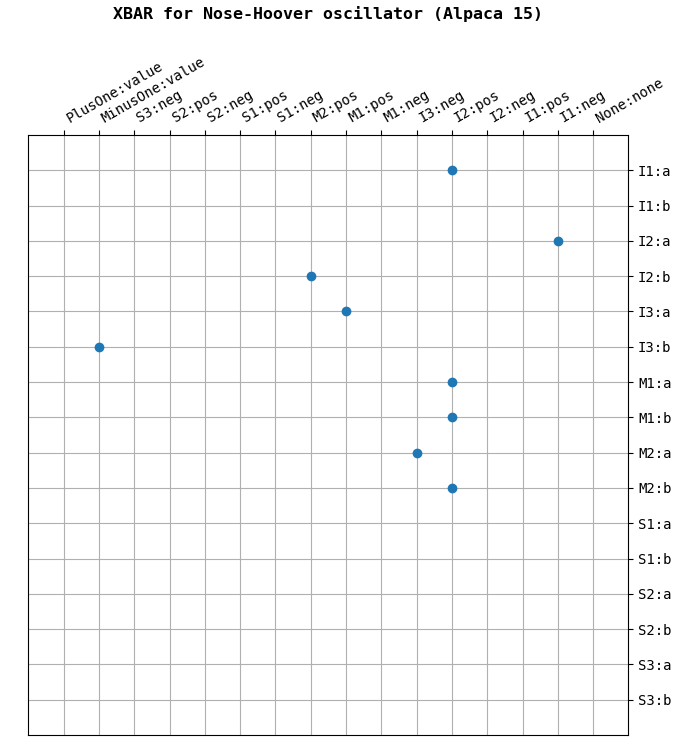 XBAR for Nose-Hoover oscillator (Alpaca 15)
PlusOne:value
MinusOne:value
S3:neg
S2:pos
S2:neg
S1:pos
S1:neg
M2:pos
M1:pos
M1:neg
I3:neg
I2:pos
I2:neg
I1:pos
I1:neg
None:none
I1:a
I1:b
I2:a
I2:b
I3:a
I3:b
M1:a
M1:b
M2:a
M2:b
S1:a
S1:b
S2:a
S2:b
S3:a
S3:b